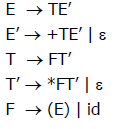 E → TE′
E′ → +TE′ | ε
T → FT′
T′ → *FT′ | ε
F → (E) | id